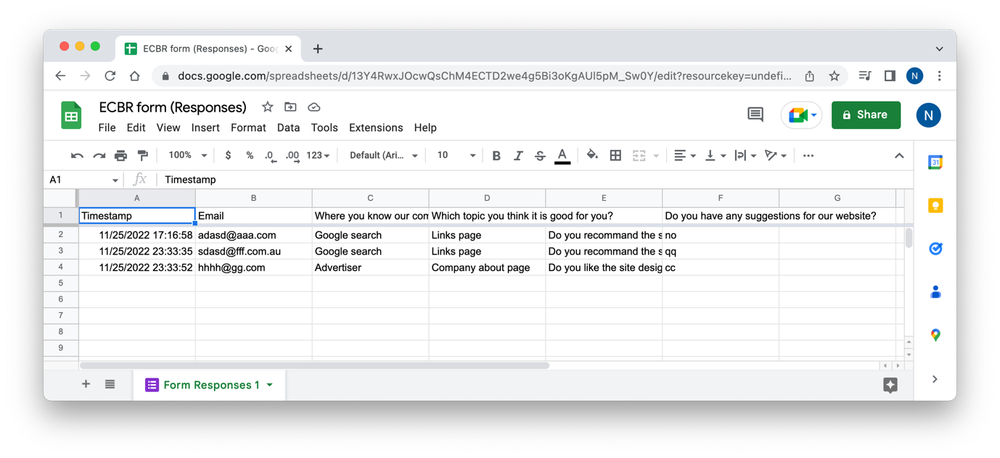 ECBR form (Responses) - Goo
docs.google.com/spreadsheets/d/13Y4RwxJOcwQsChM4ECTD2we4g5Bi3oKgAUl5pM_Sw0Y/edit?resourcekey=undefi... N
ECBR form (Responses)
File Edit View Insert Format Data Tools Extensions Help
Share
N
100% $ % .0 .00 123 Default (Ari... 10 B I S A
31
A1 fx Timestamp
A B C D E F G
1 Timestamp Email Where you know our com Which topic you think it is good for you? Do you have any suggestions for our website?
2 11/25/2022 17:16:58 adasd@aaa.com Google search Links page Do you recommand the s no
3 11/25/2022 23:33:35 sdasd@fff.com.au Google search Links page Do you recommand the s qq
4 11/25/2022 23:33:52 hhhh@gg.com Advertiser Company about page Do you like the site desig cc
5
6
7
8
9
Form Responses 1